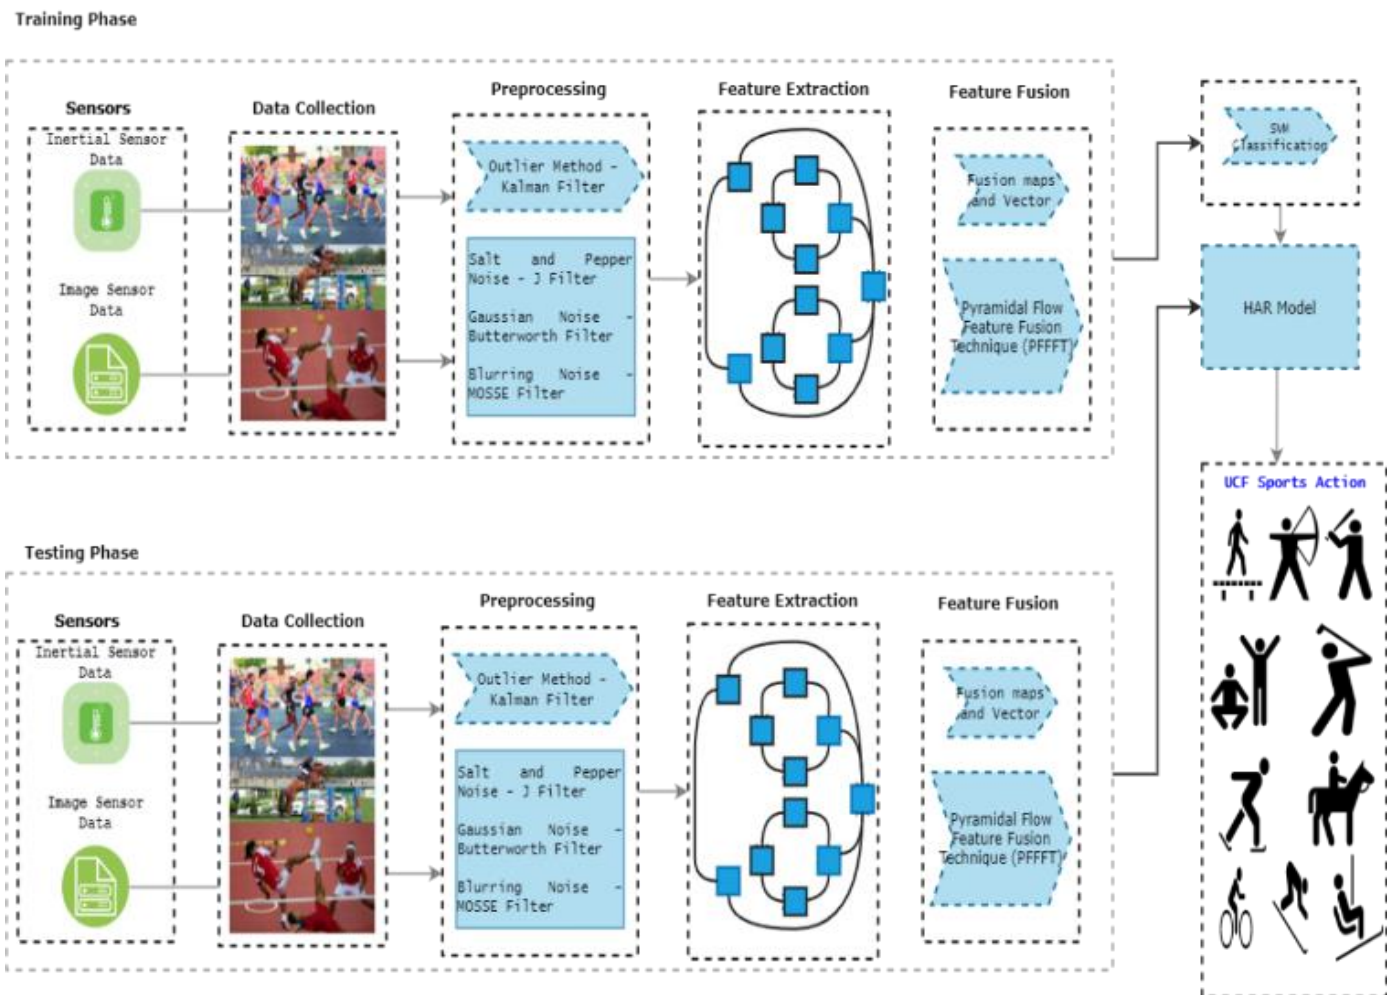 Training Phase
Sensors
Inertial Sensor
Data
Image Sensor
Data
Data Collection
Preprocessing
Outlier Method –
Kalman Filter
Salt and Pepper
Noise – J Filter
Gaussian Noise –
Butterworth Filter
Blurring Noise –
MOSSE Filter
Feature Extraction
Feature Fusion
Fusion maps
and Vector
Pyramidal Flow
Feature Fusion
Technique (PFFFT)
SVM
Classification
HAR Model
UCF Sports Action
Testing Phase
Sensors
Inertial Sensor
Data
Image Sensor
Data
Data Collection
Preprocessing
Outlier Method –
Kalman Filter
Salt and Pepper
Noise – J Filter
Gaussian Noise –
Butterworth Filter
Blurring Noise –
MOSSE Filter
Feature Extraction
Feature Fusion
Fusion maps
and Vector
Pyramidal Flow
Feature Fusion
Technique (PFFFT)